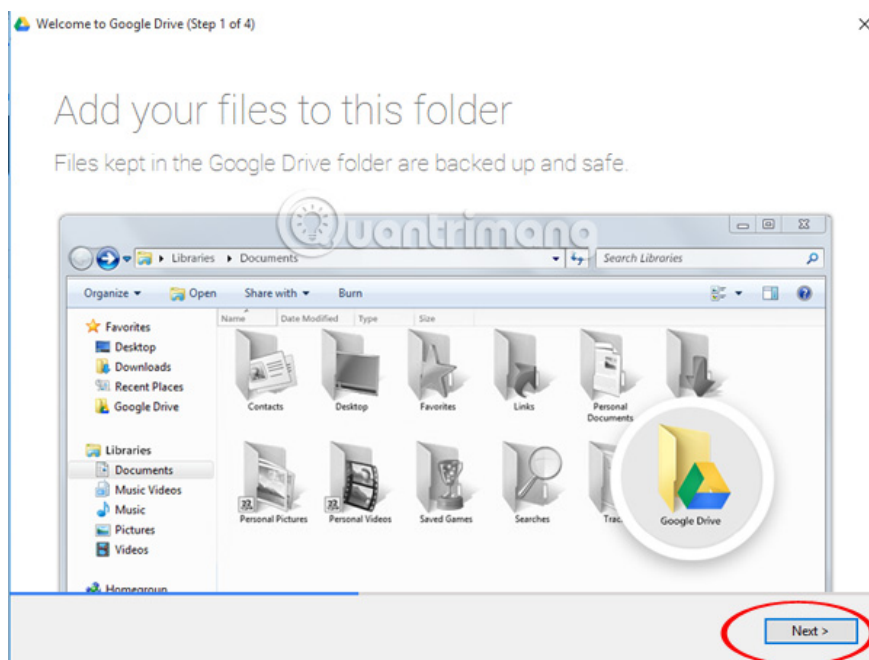 Welcome to Google Drive (Step 1 of 4)
Add your files to this folder
Files kept in the Google Drive folder are backed up and safe.
Quantrimang
Libraries Documents
Search Libraries
Organize Open Share with Burn
Name Date Modified Type Size
Favorites
Desktop
Downloads
Recent Places
Google Drive
Libraries
Documents
Music Videos
Music
Pictures
Videos
Homegroup
Contacts Desktop Favorites Links Personal
Documents
Personal Pictures Personal Videos Saved Games Searches
Google Drive
Next >